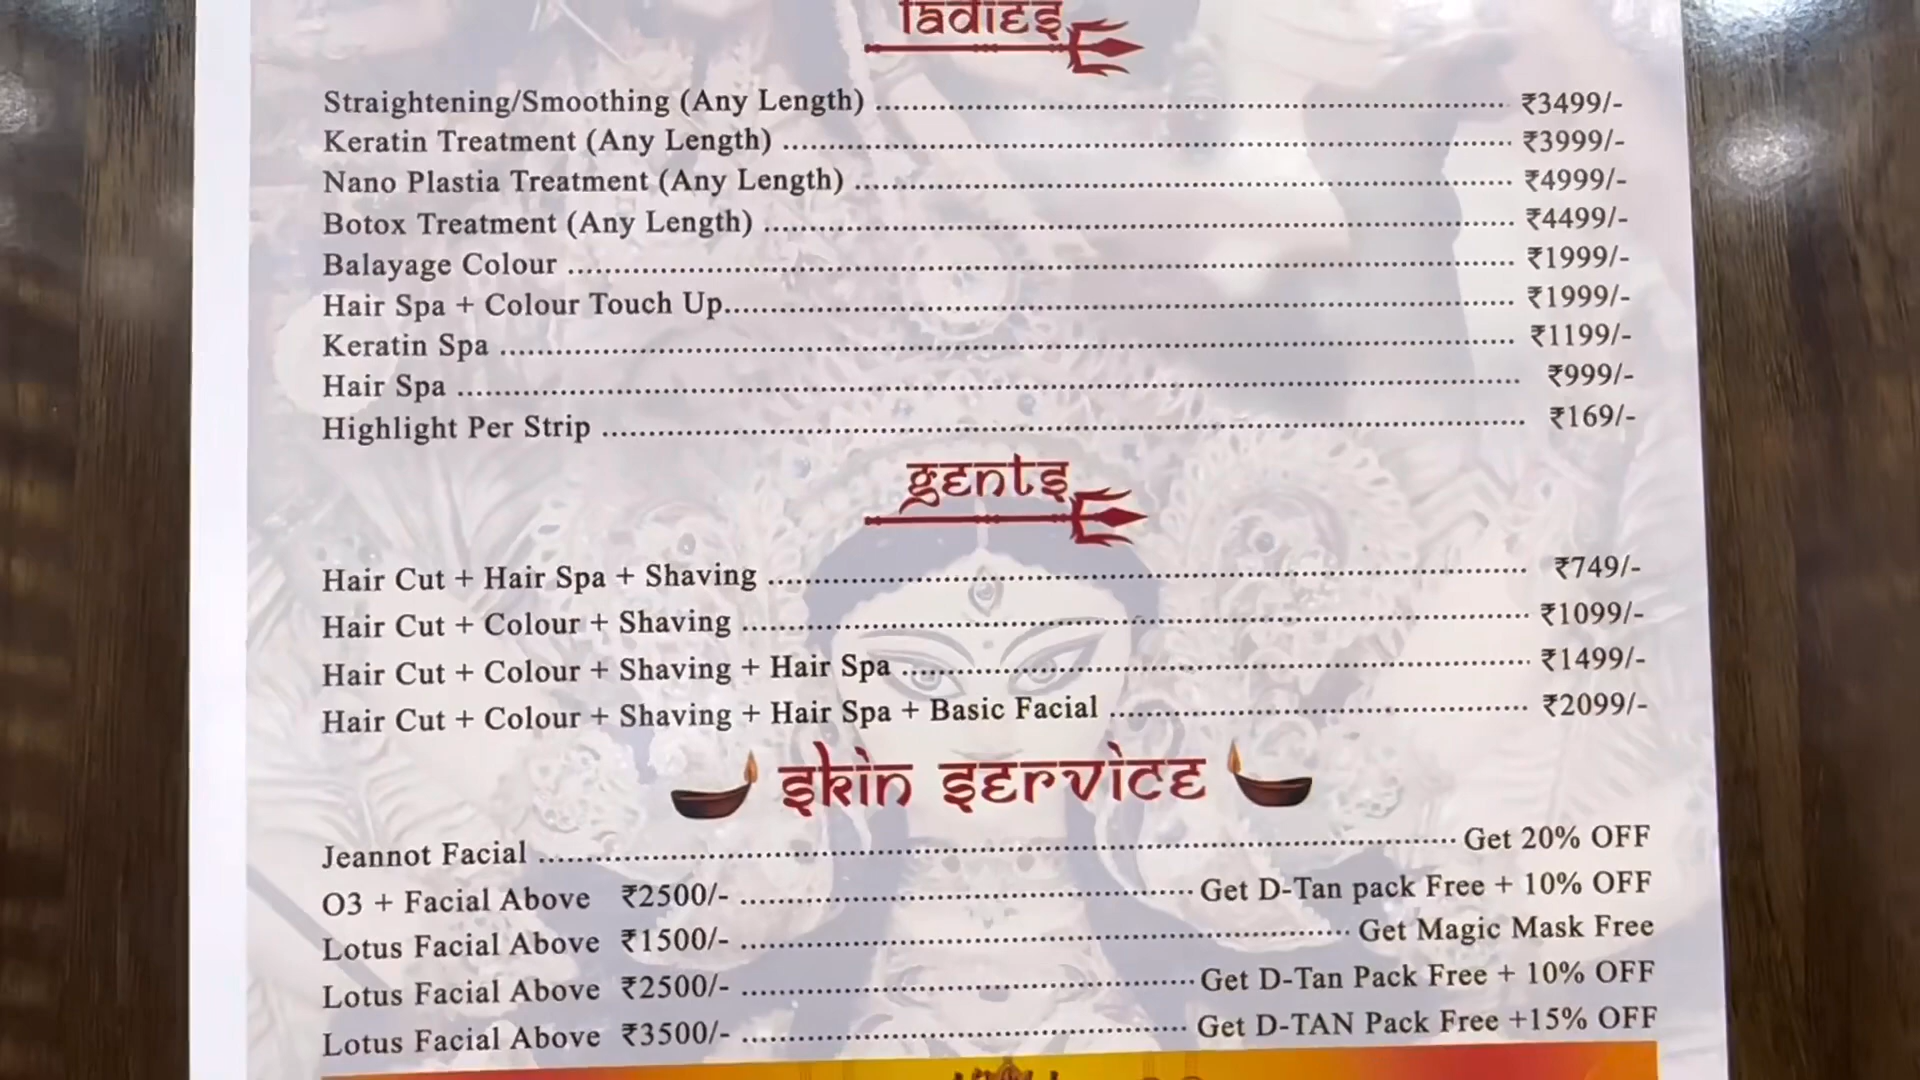 Ladies
Straightening/Smoothing (Any Length) ........ ₹3499/-
Keratin Treatment (Any Length) ........ ₹3999/-
Nano Plastia Treatment (Any Length) ........ ₹4999/-
Botox Treatment (Any Length) ........ ₹4499/-
Balayage Colour ........ ₹1999/-
Hair Spa + Colour Touch Up........ ₹1999/-
Keratin Spa ........ ₹1199/-
Hair Spa ........ ₹999/-
Highlight Per Strip ........ ₹169/-
Gents
Hair Cut + Hair Spa + Shaving ........ ₹749/-
Hair Cut + Colour + Shaving ........ ₹1099/-
Hair Cut + Colour + Shaving + Hair Spa ........ ₹1499/-
Hair Cut + Colour + Shaving + Hair Spa + Basic Facial ........ ₹2099/-
Skin Service
Jeannot Facial ........ Get 20% OFF
O3 + Facial Above ₹2500/- ........ Get D-Tan pack Free + 10% OFF
Lotus Facial Above ₹1500/- ........ Get Magic Mask Free
Lotus Facial Above ₹2500/- ........ Get D-Tan Pack Free + 10% OFF
Lotus Facial Above ₹3500/- ........ Get D-TAN Pack Free +15% OFF